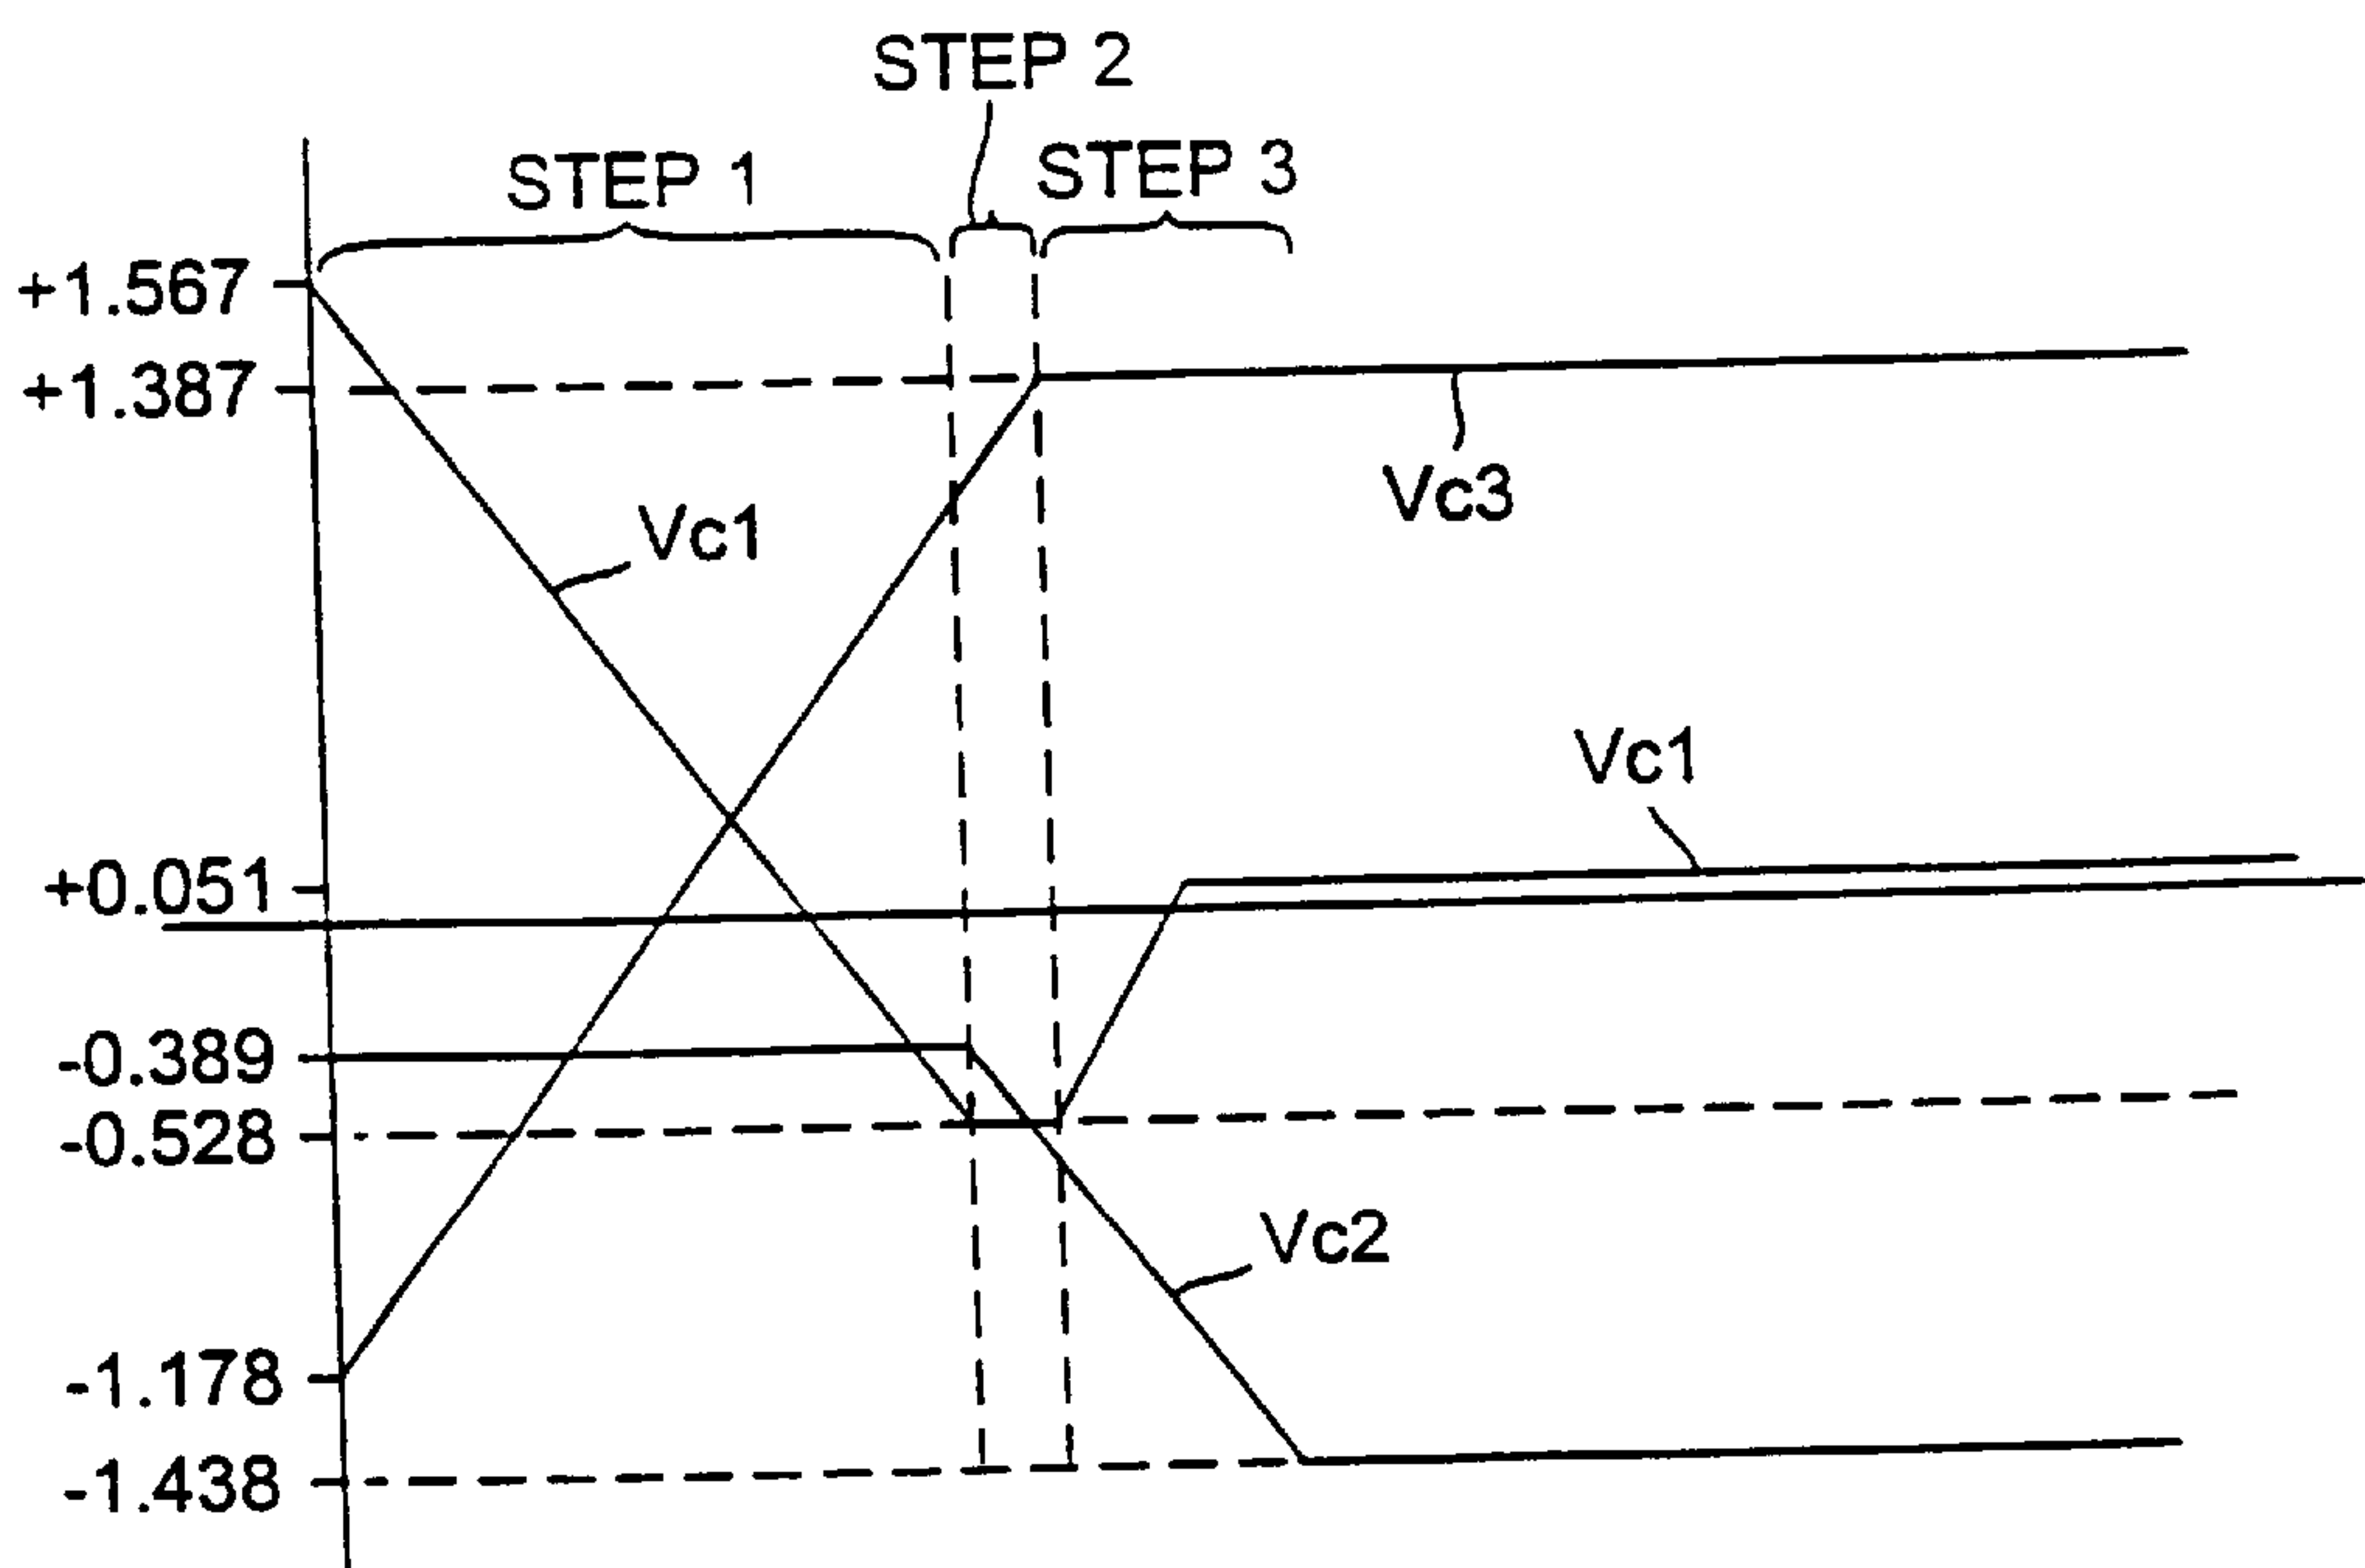 STEP 2
STEP 1
STEP 3
+1.567
+1.387
Vc3
Vc1
Vc1
+0.051
-0.389
-0.528
Vc2
-1.178
-1.438